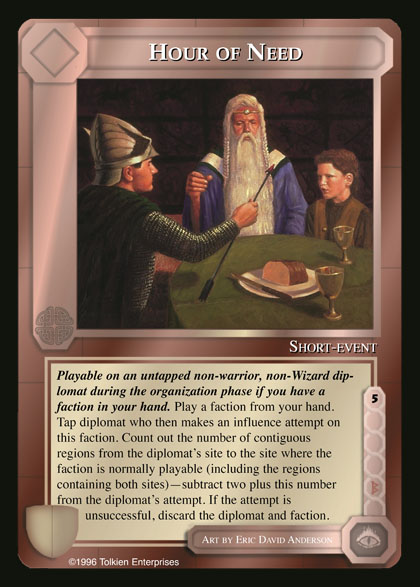 Hour of Need
Short-event
Playable on an untapped non-warrior, non-Wizard dip-
lomat during the organization phase if you have a
faction in your hand. Play a faction from your hand.
Tap diplomat who then makes an influence attempt on
this faction. Count out the number of contiguous
regions from the diplomat's site to the site where the
faction is normally playable (including the regions
containing both sites)—subtract two plus this number
from the diplomat's attempt. If the attempt is
unsuccessful, discard the diplomat and faction.
5
Art by Eric David Anderson
©1996 Tolkien Enterprises